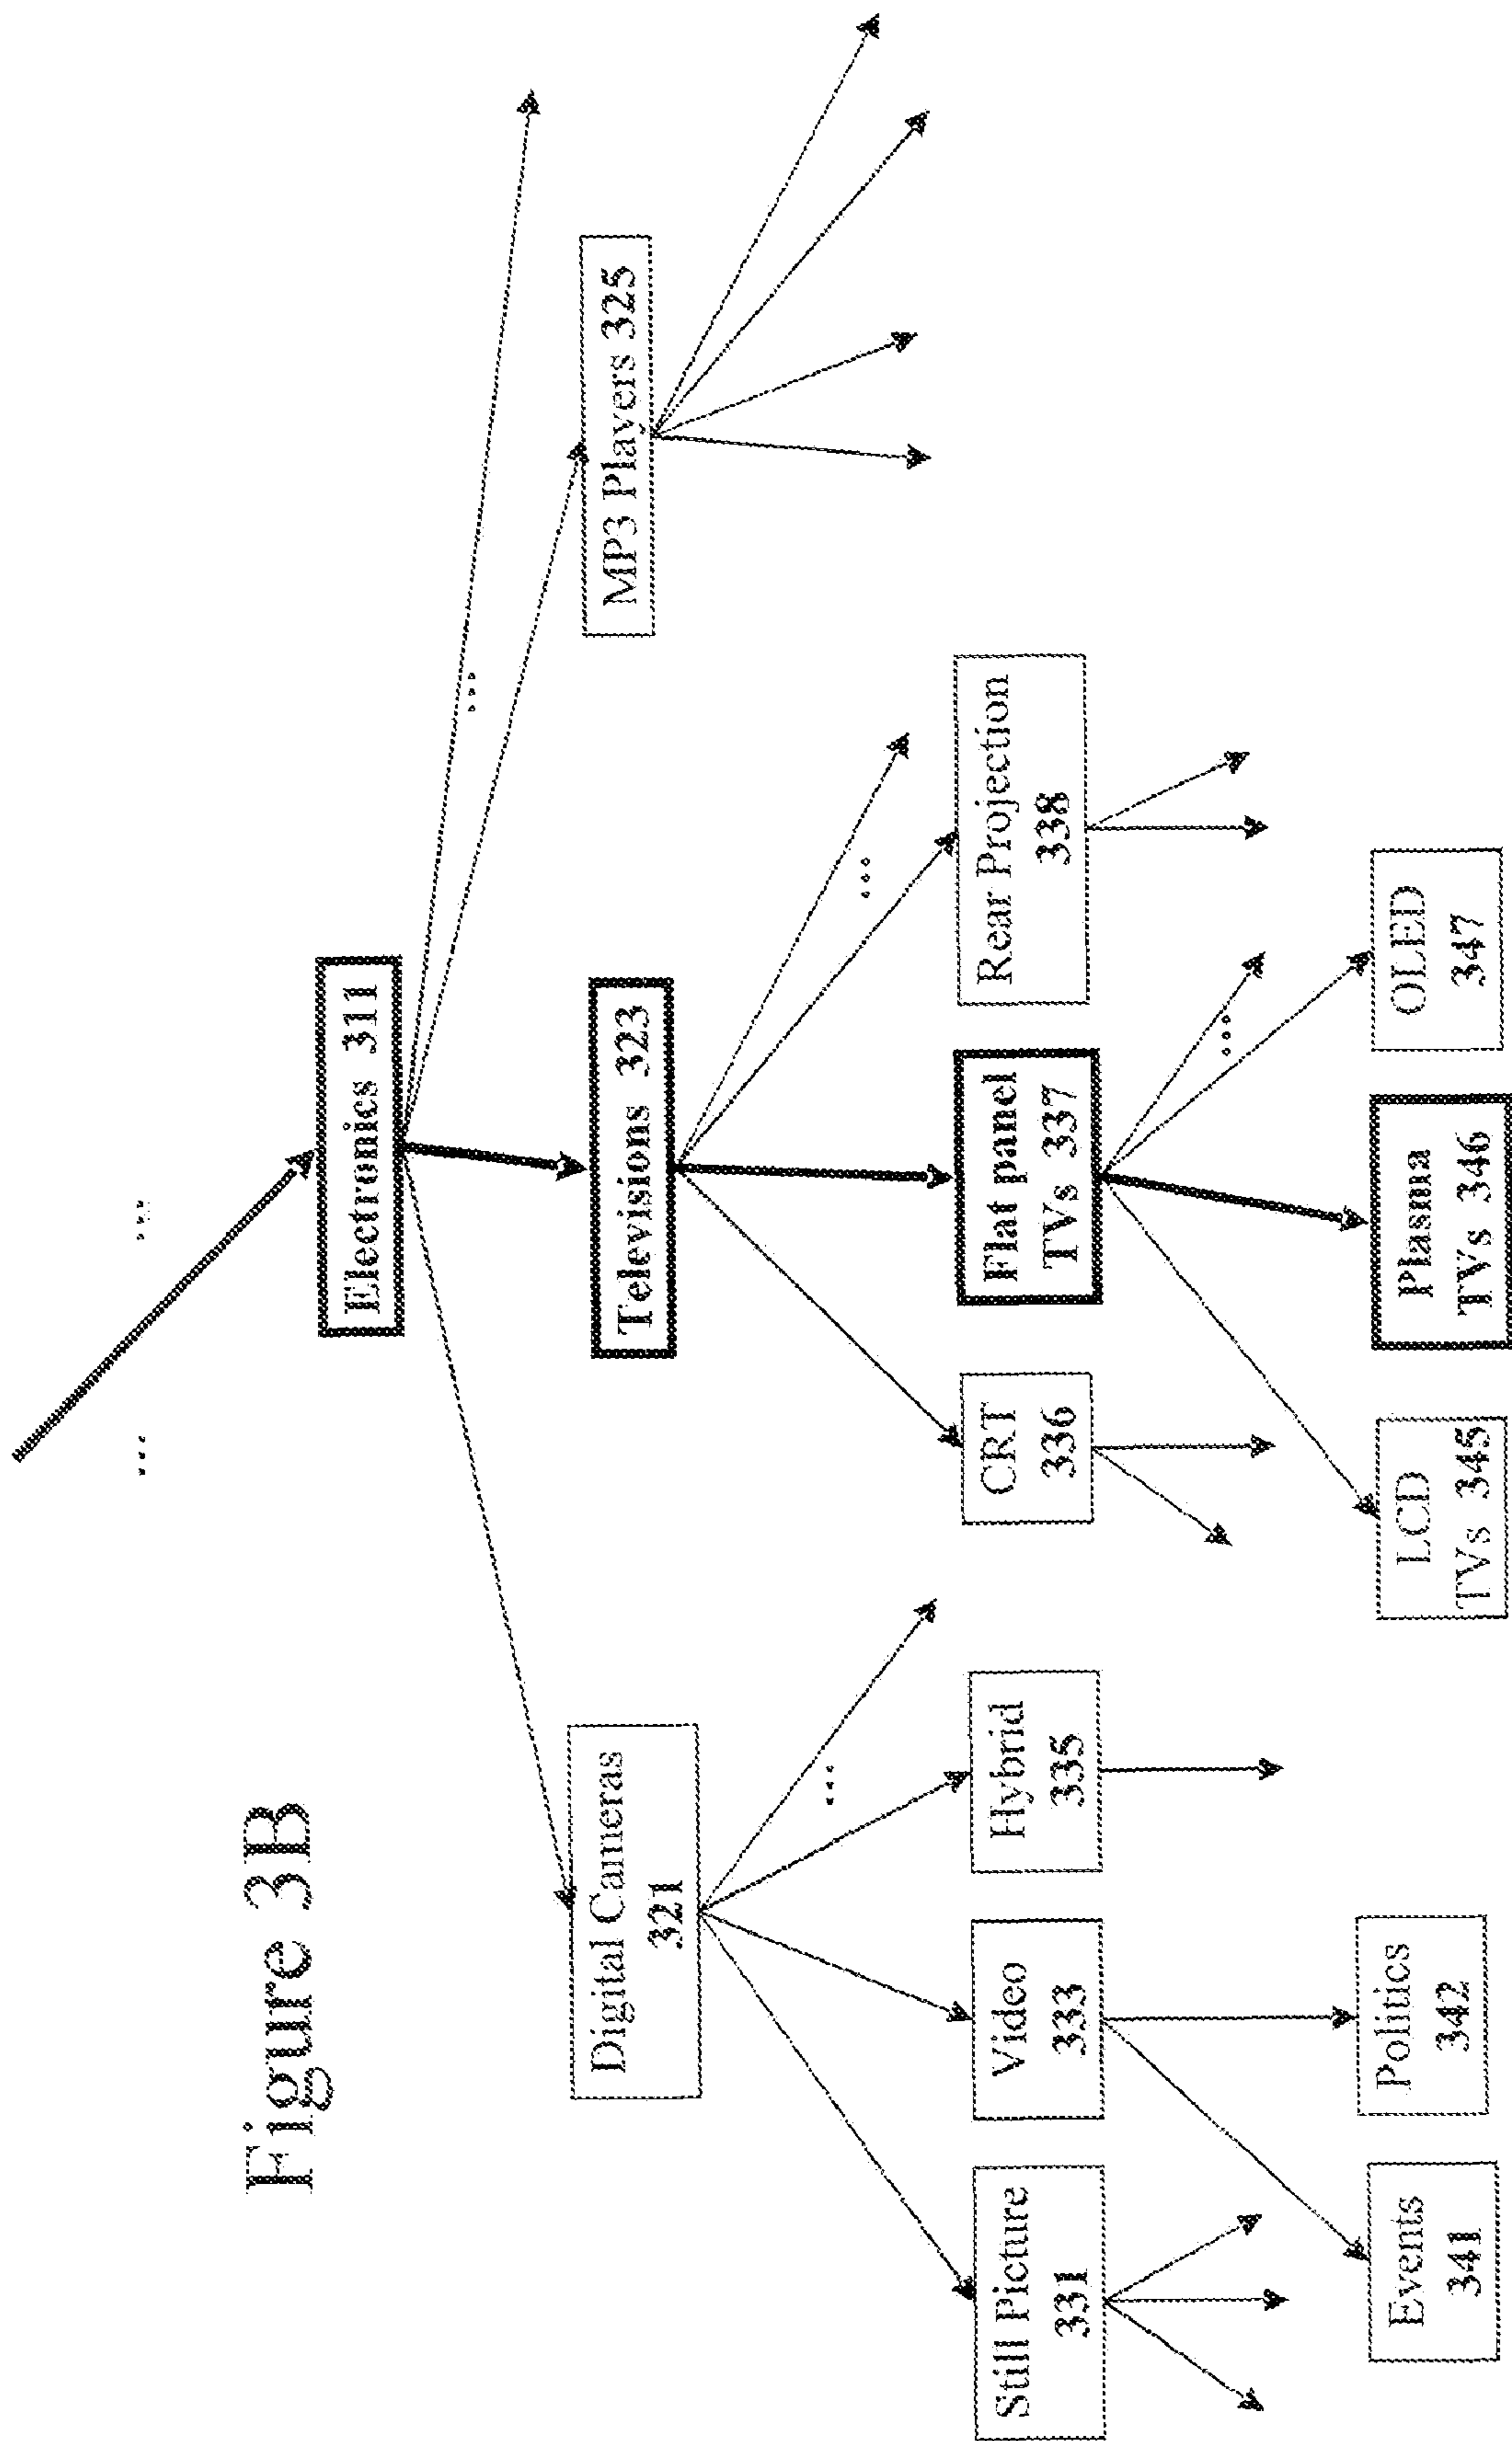 Figure 3B
...
...
Electronics 311
...
Digital Cameras
321
Televisions 323
MP3 Players 325
...
...
Still Picture
331
Video
333
Hybrid
335
CRT
336
Flat panel
TVs 337
Rear Projection
338
...
Events
341
Politics
342
LCD
TVs 345
Plasma
TVs 346
OLED
347